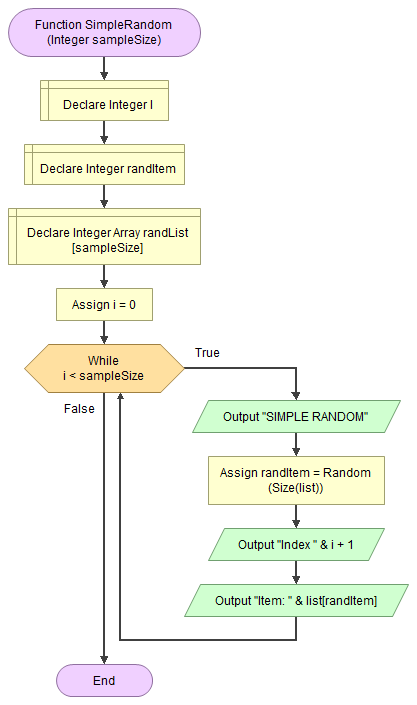 Function SimpleRandom
(Integer sampleSize)
Declare Integer I
Declare Integer randItem
Declare Integer Array randList
[sampleSize]
Assign i = 0
While
i < sampleSize
True
False
Output "SIMPLE RANDOM"
Assign randItem = Random
(Size(list))
Output "Index " & i + 1
Output "Item: " & list[randItem]
End